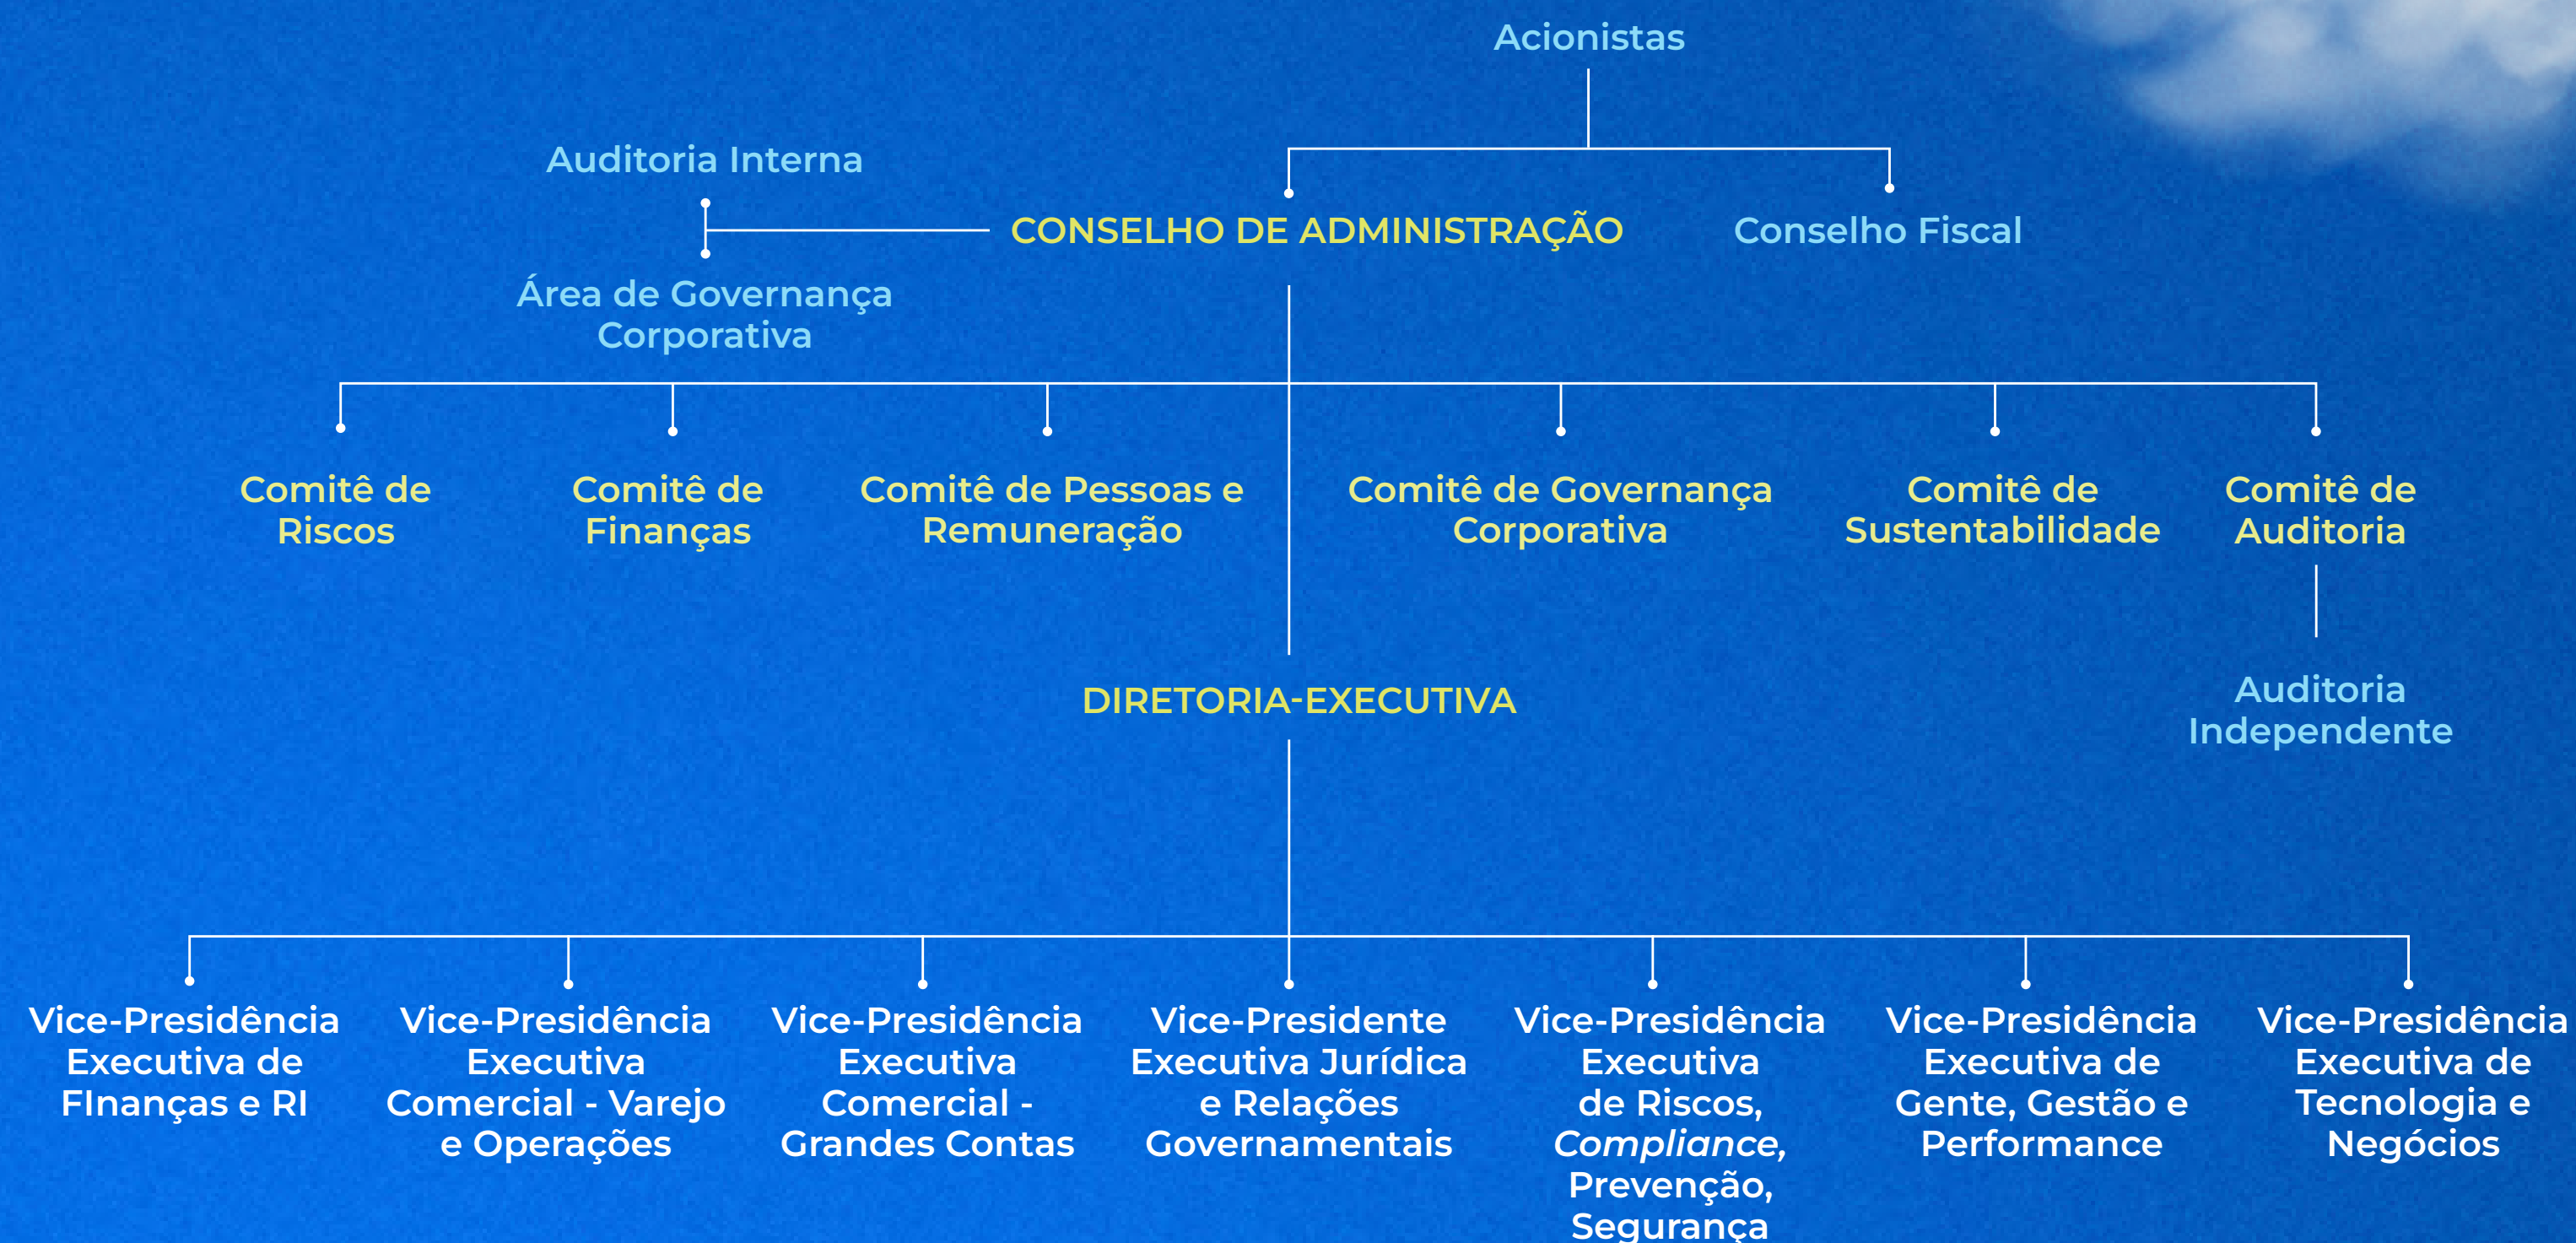 Acionistas
Auditoria Interna
CONSELHO DE ADMINISTRAÇÃO
Conselho Fiscal
Área de Governança
Corporativa
Comitê de
Riscos
Comitê de
Finanças
Comitê de Pessoas e
Remuneração
Comitê de Governança
Corporativa
Comitê de
Sustentabilidade
Comitê de
Auditoria
DIRETORIA-EXECUTIVA
Auditoria
Independente
Vice-Presidência
Executiva de
FInanças e RI
Vice-Presidência
Executiva
Comercial - Varejo
e Operações
Vice-Presidência
Executiva
Comercial -
Grandes Contas
Vice-Presidente
Executiva Jurídica
e Relações
Governamentais
Vice-Presidência
Executiva
de Riscos,
Compliance,
Prevenção,
Segurança
Vice-Presidência
Executiva de
Gente, Gestão e
Performance
Vice-Presidência
Executiva de
Tecnologia e
Negócios